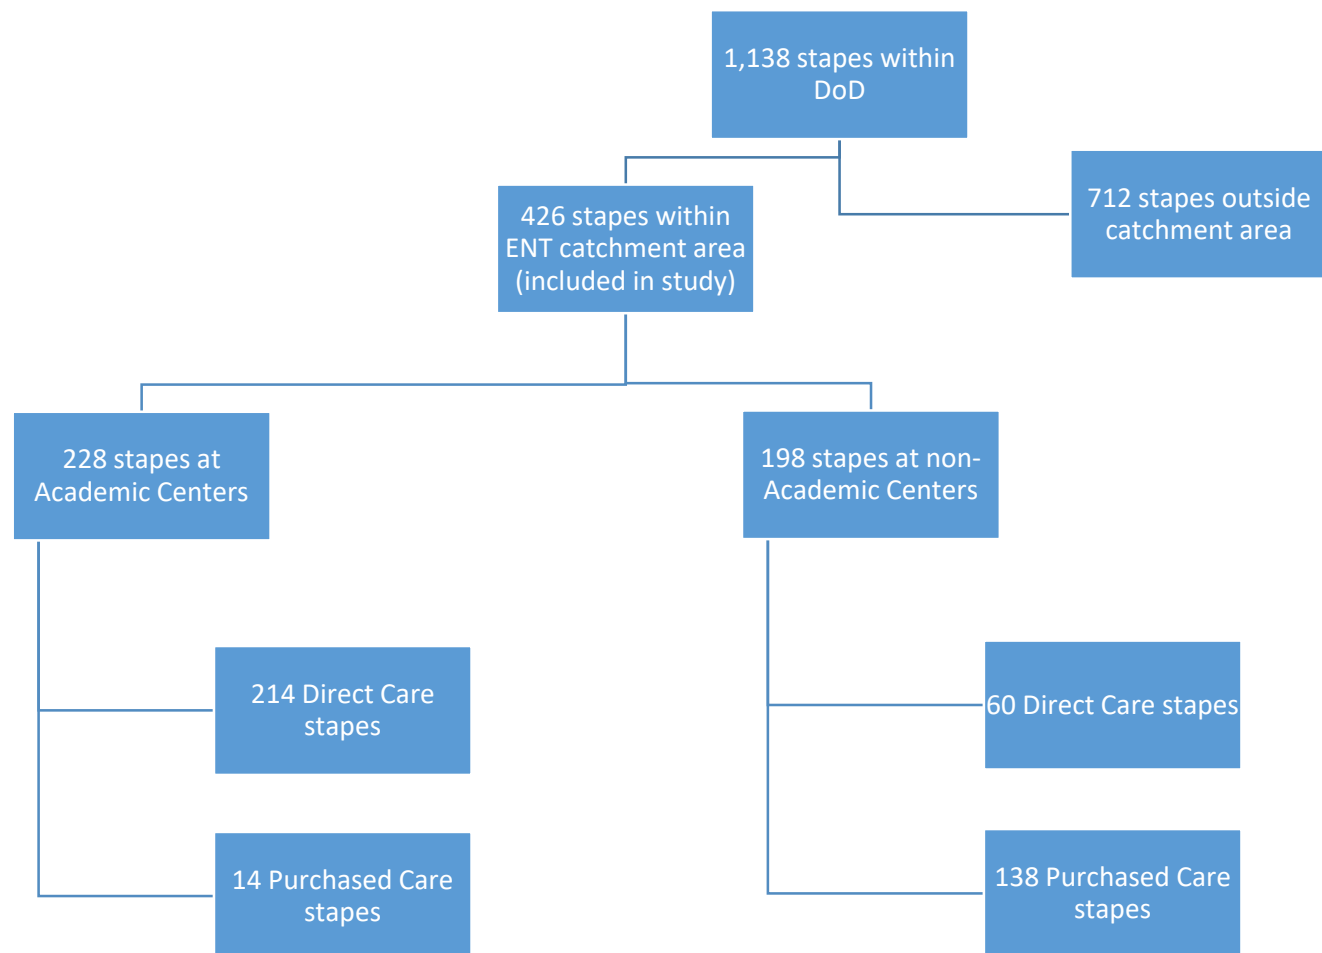 1,138 stapes within
DoD
426 stapes within
ENT catchment area
(included in study)
712 stapes outside
catchment area
228 stapes at
Academic Centers
198 stapes at non-
Academic Centers
214 Direct Care
stapes
60 Direct Care stapes
14 Purchased Care
stapes
138 Purchased Care
stapes